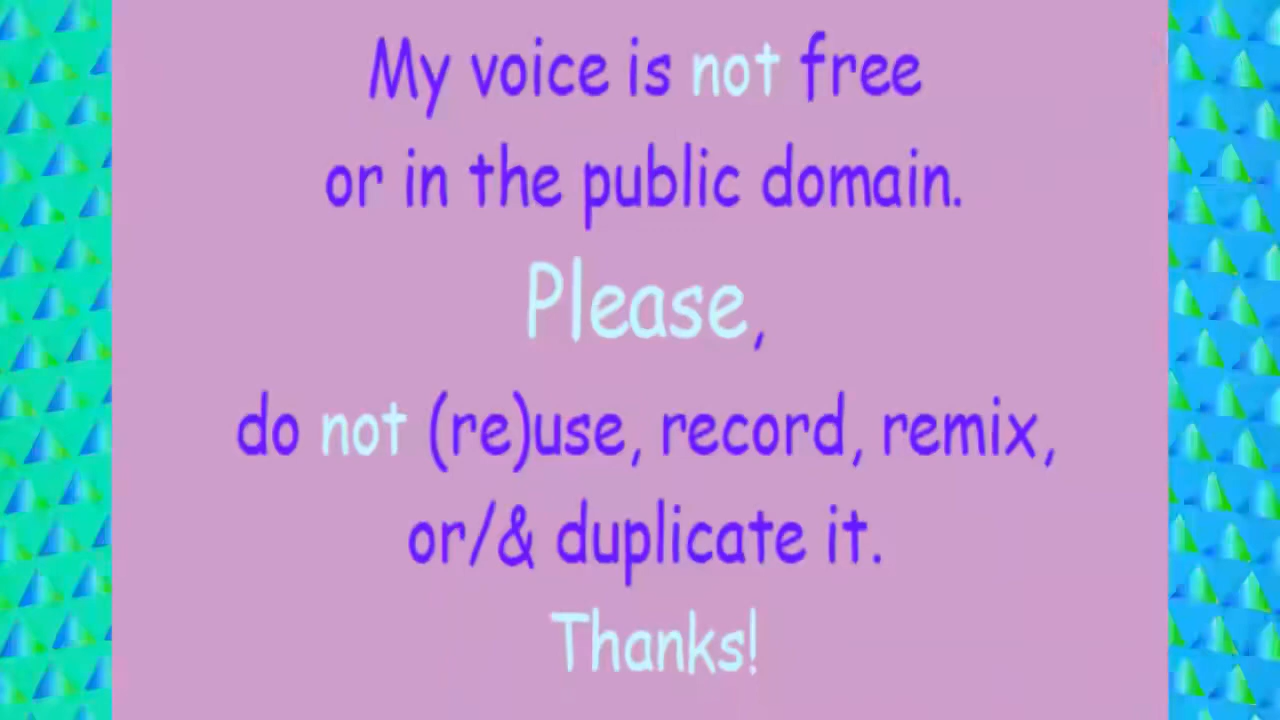 My voice is not free
or in the public domain.
Please,
do not (re)use, record, remix,
or/& duplicate it.
Thanks!